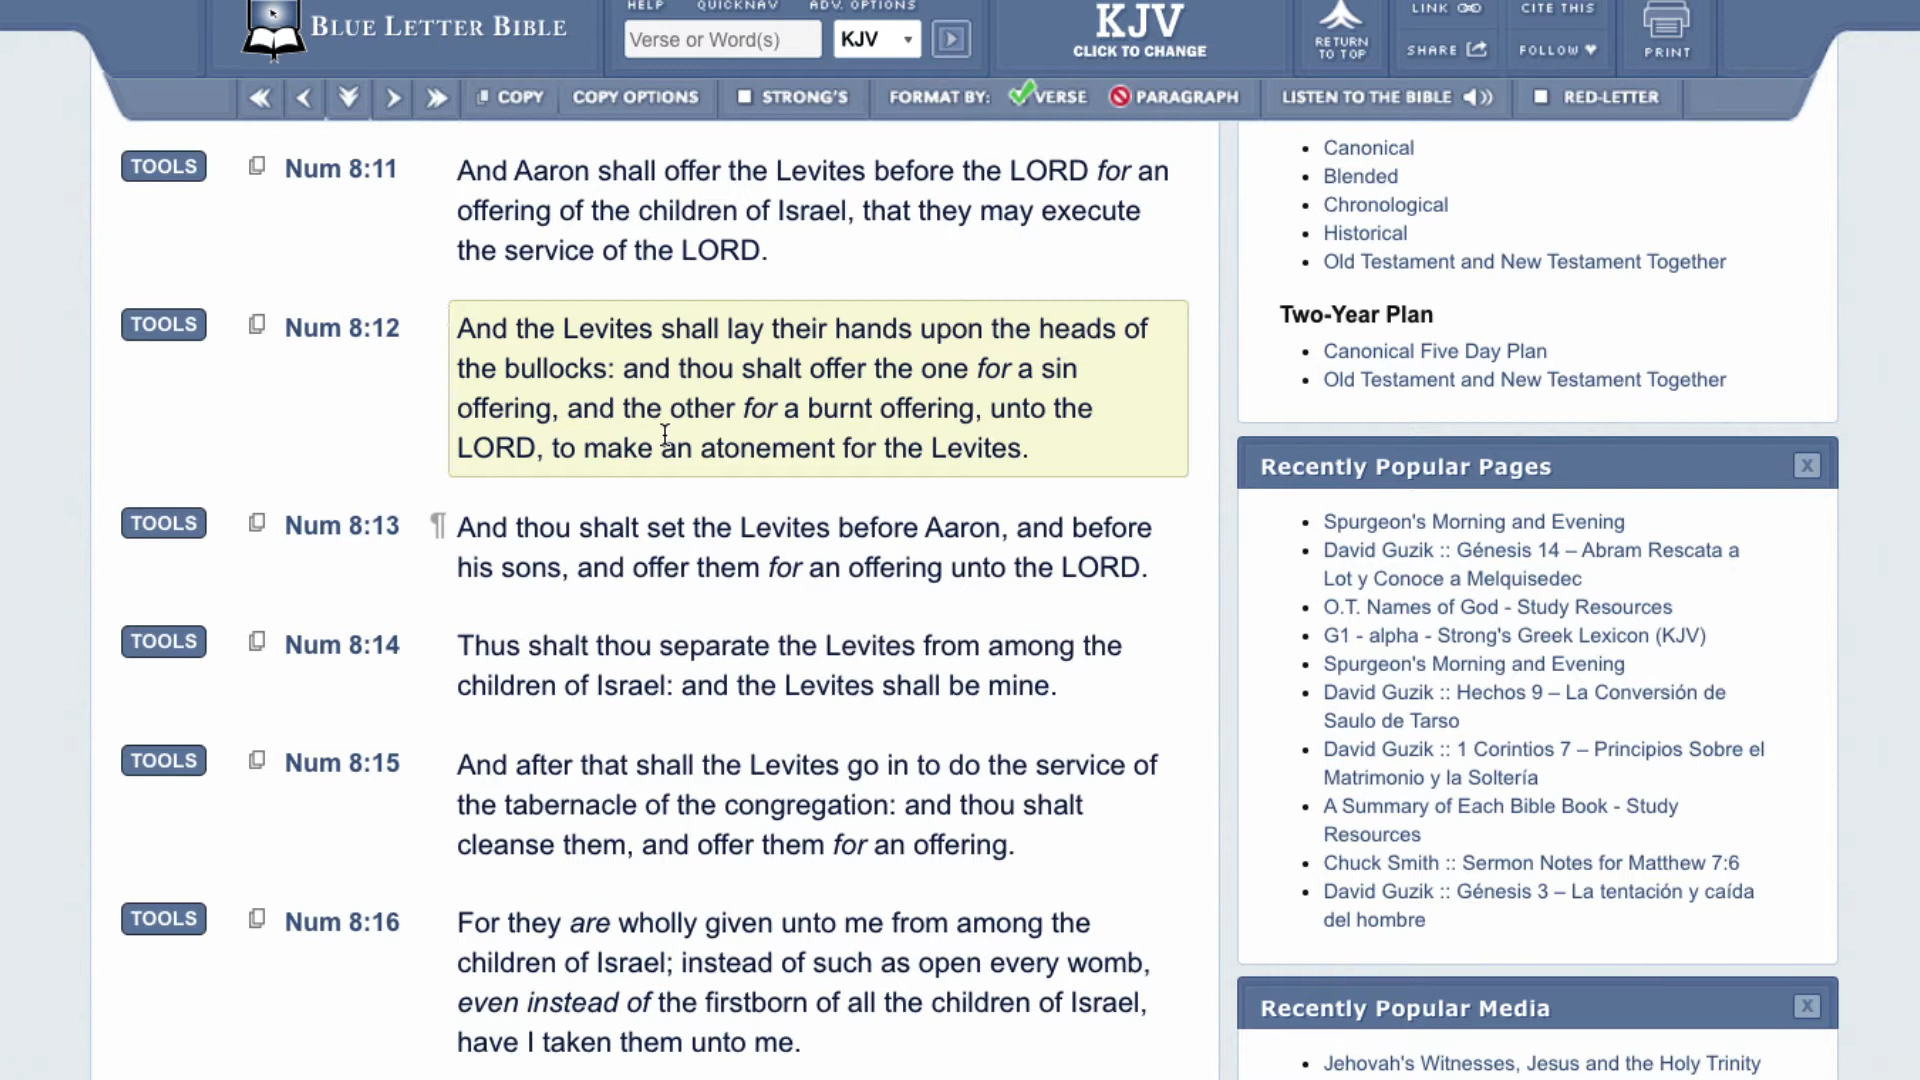 BLUE LETTER BIBLE
HELP QUICKNAV ADV. OPTIONS
Verse or Word(s)
KJV
KJV
CLICK TO CHANGE
RETURN
TO TOP
LINK
SHARE
CITE THIS
FOLLOW
PRINT
COPY
COPY OPTIONS
STRONG'S
FORMAT BY:
VERSE
PARAGRAPH
LISTEN TO THE BIBLE
RED-LETTER
TOOLS
Num 8:11
And Aaron shall offer the Levites before the LORD for an
offering of the children of Israel, that they may execute
the service of the LORD.
TOOLS
Num 8:12
And the Levites shall lay their hands upon the heads of
the bullocks: and thou shalt offer the one for a sin
offering, and the other for a burnt offering, unto the
LORD, to make an atonement for the Levites.
TOOLS
Num 8:13
¶ And thou shalt set the Levites before Aaron, and before
his sons, and offer them for an offering unto the LORD.
TOOLS
Num 8:14
Thus shalt thou separate the Levites from among the
children of Israel: and the Levites shall be mine.
TOOLS
Num 8:15
And after that shall the Levites go in to do the service of
the tabernacle of the congregation: and thou shalt
cleanse them, and offer them for an offering.
TOOLS
Num 8:16
For they are wholly given unto me from among the
children of Israel; instead of such as open every womb,
even instead of the firstborn of all the children of Israel,
have I taken them unto me.
Canonical
Blended
Chronological
Historical
Old Testament and New Testament Together
Two-Year Plan
Canonical Five Day Plan
Old Testament and New Testament Together
Recently Popular Pages
X
Spurgeon's Morning and Evening
David Guzik :: Génesis 14 – Abram Rescata a
Lot y Conoce a Melquisedec
O.T. Names of God - Study Resources
G1 - alpha - Strong's Greek Lexicon (KJV)
Spurgeon's Morning and Evening
David Guzik :: Hechos 9 – La Conversión de
Saulo de Tarso
David Guzik :: 1 Corintios 7 – Principios Sobre el
Matrimonio y la Soltería
A Summary of Each Bible Book - Study
Resources
Chuck Smith :: Sermon Notes for Matthew 7:6
David Guzik :: Génesis 3 – La tentación y caída
del hombre
Recently Popular Media
X
Jehovah's Witnesses, Jesus and the Holy Trinity